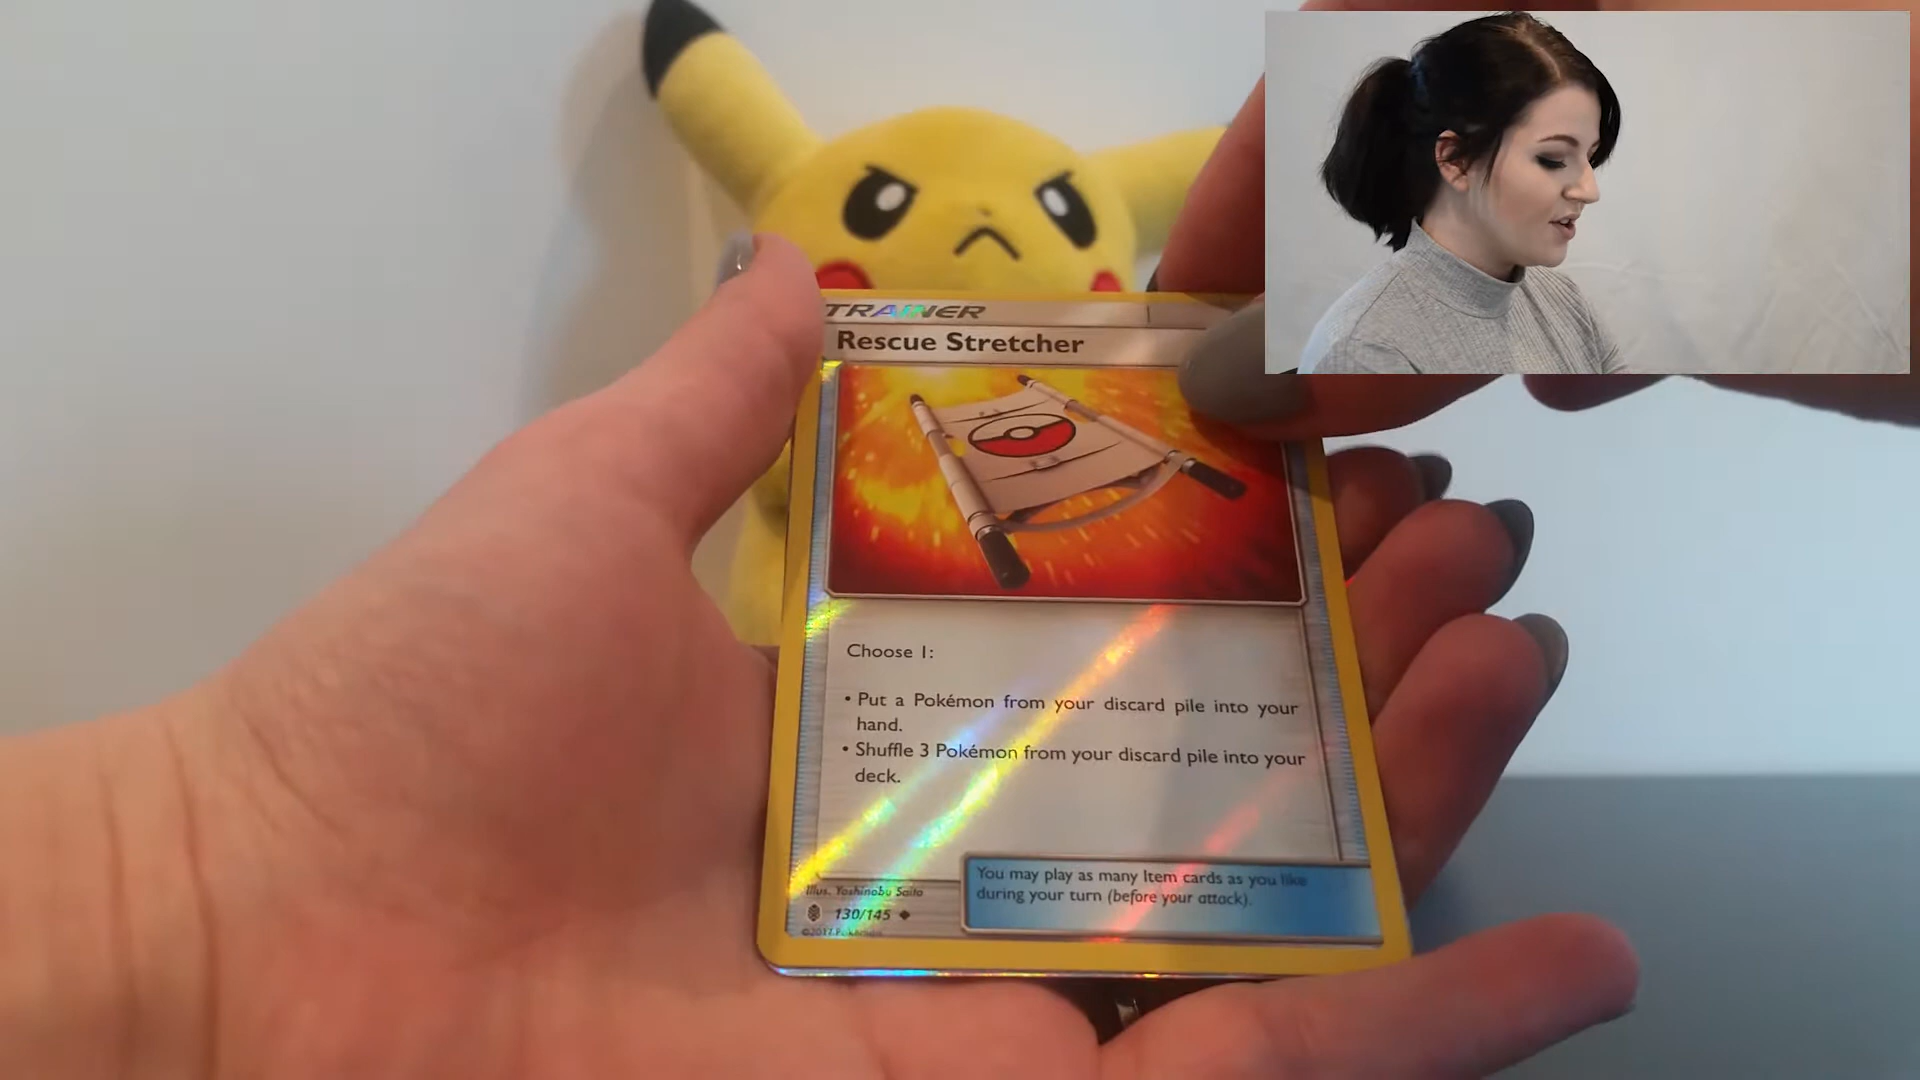 TRAINER
Rescue Stretcher
Choose 1:
• Put a Pokémon from your discard pile into your
hand.
• Shuffle 3 Pokémon from your discard pile into your
deck.
You may play as many Item cards as you like
during your turn (before your attack).
Illus. Yoshinobu Saito
130/145
©2017 Pokémon